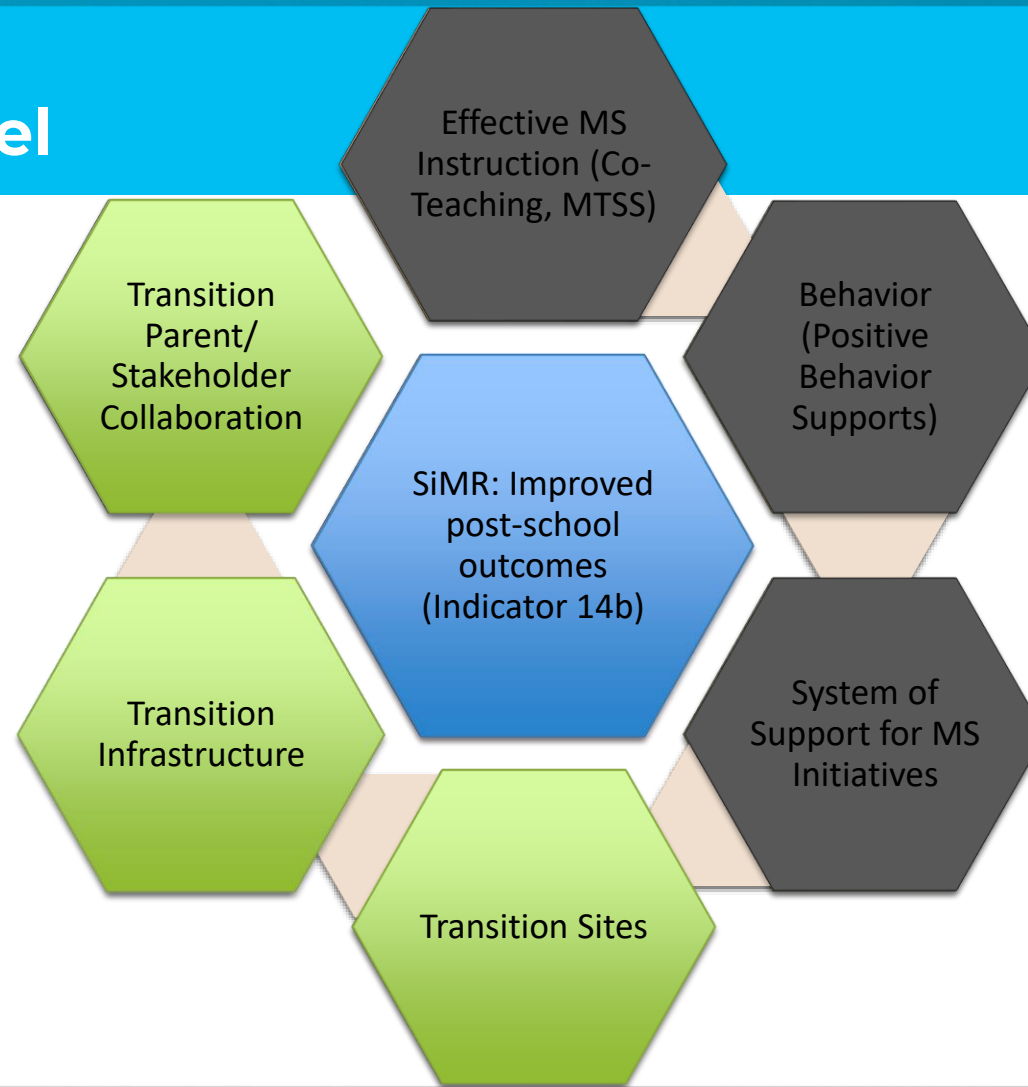 el
Effective MS
Instruction (Co-
Teaching, MTSS)
Transition
Parent/
Stakeholder
Collaboration
Behavior
(Positive
Behavior
Supports)
SiMR: Improved
post-school
outcomes
(Indicator 14b)
Transition
Infrastructure
System of
Support for MS
Initiatives
Transition Sites